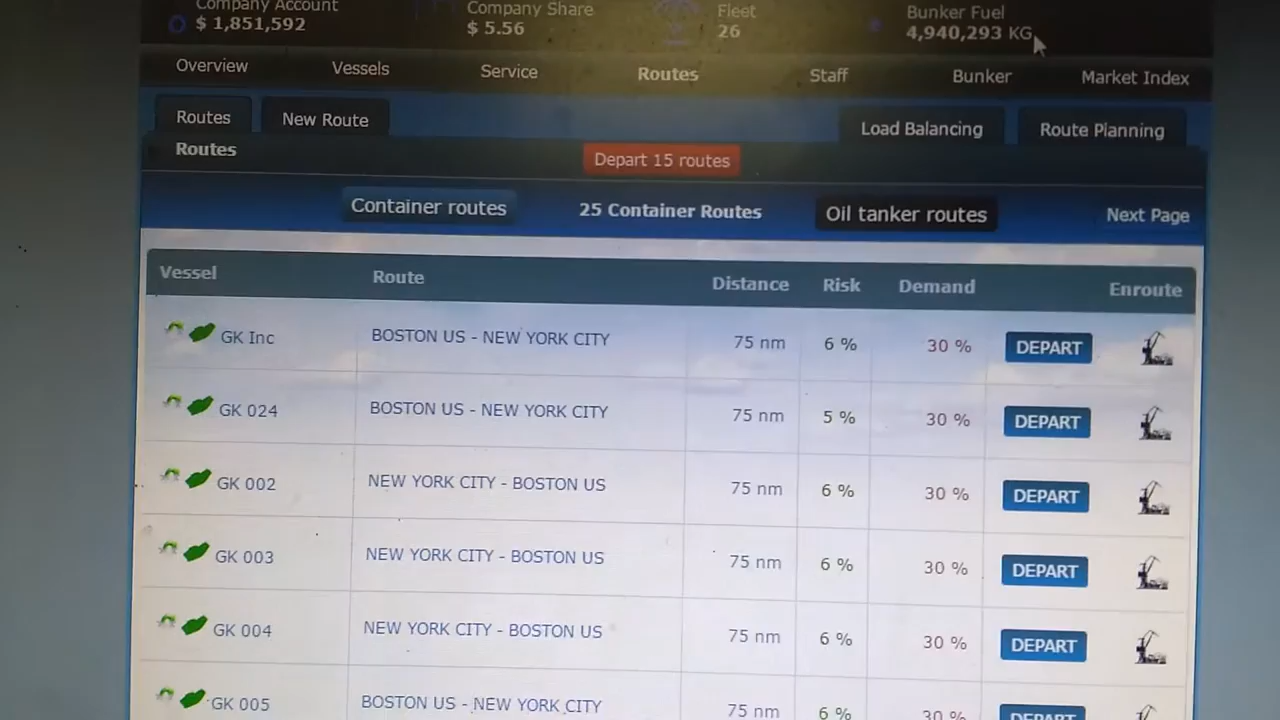 Company Account
$ 1,851,592
Company Share
$ 5.56
Fleet
26
Bunker Fuel
4,940,293 KG
Overview Vessels Service Routes Staff Bunker Market Index
Routes New Route Load Balancing Route Planning
Routes Depart 15 routes
Container routes 25 Container Routes Oil tanker routes Next Page
Vessel Route Distance Risk Demand Enroute
GK Inc BOSTON US - NEW YORK CITY 75 nm 6 % 30 % DEPART
GK 024 BOSTON US - NEW YORK CITY 75 nm 5 % 30 % DEPART
GK 002 NEW YORK CITY - BOSTON US 75 nm 6 % 30 % DEPART
GK 003 NEW YORK CITY - BOSTON US 75 nm 6 % 30 % DEPART
GK 004 NEW YORK CITY - BOSTON US 75 nm 6 % 30 % DEPART
GK 005 BOSTON US - NEW YORK CITY 75 nm 6 % 30 % DEPART